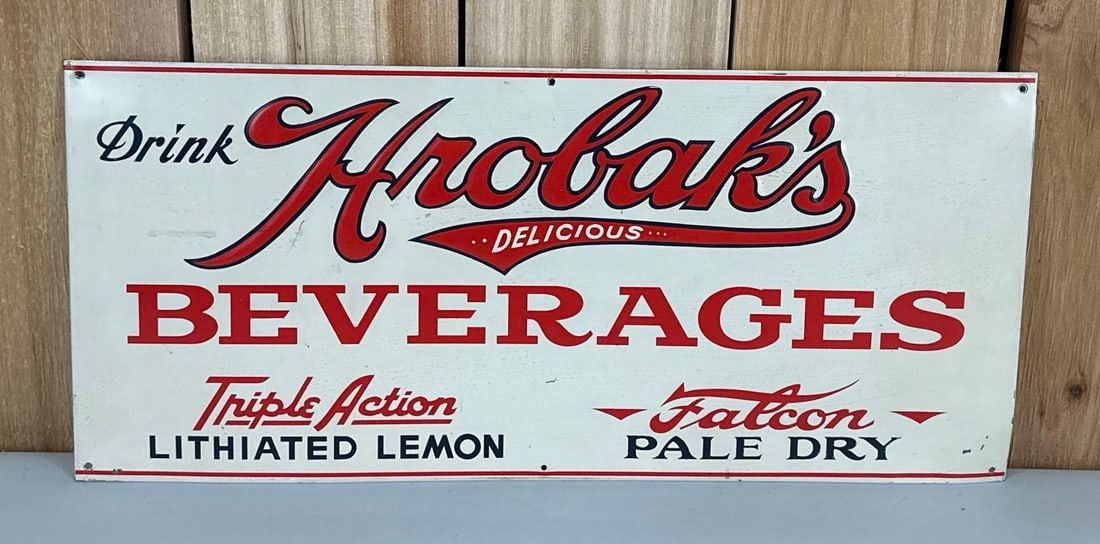 Drink Hrobak's
··DELICIOUS···
BEVERAGES
Triple Action
LITHIATED LEMON
Falcon
PALE DRY